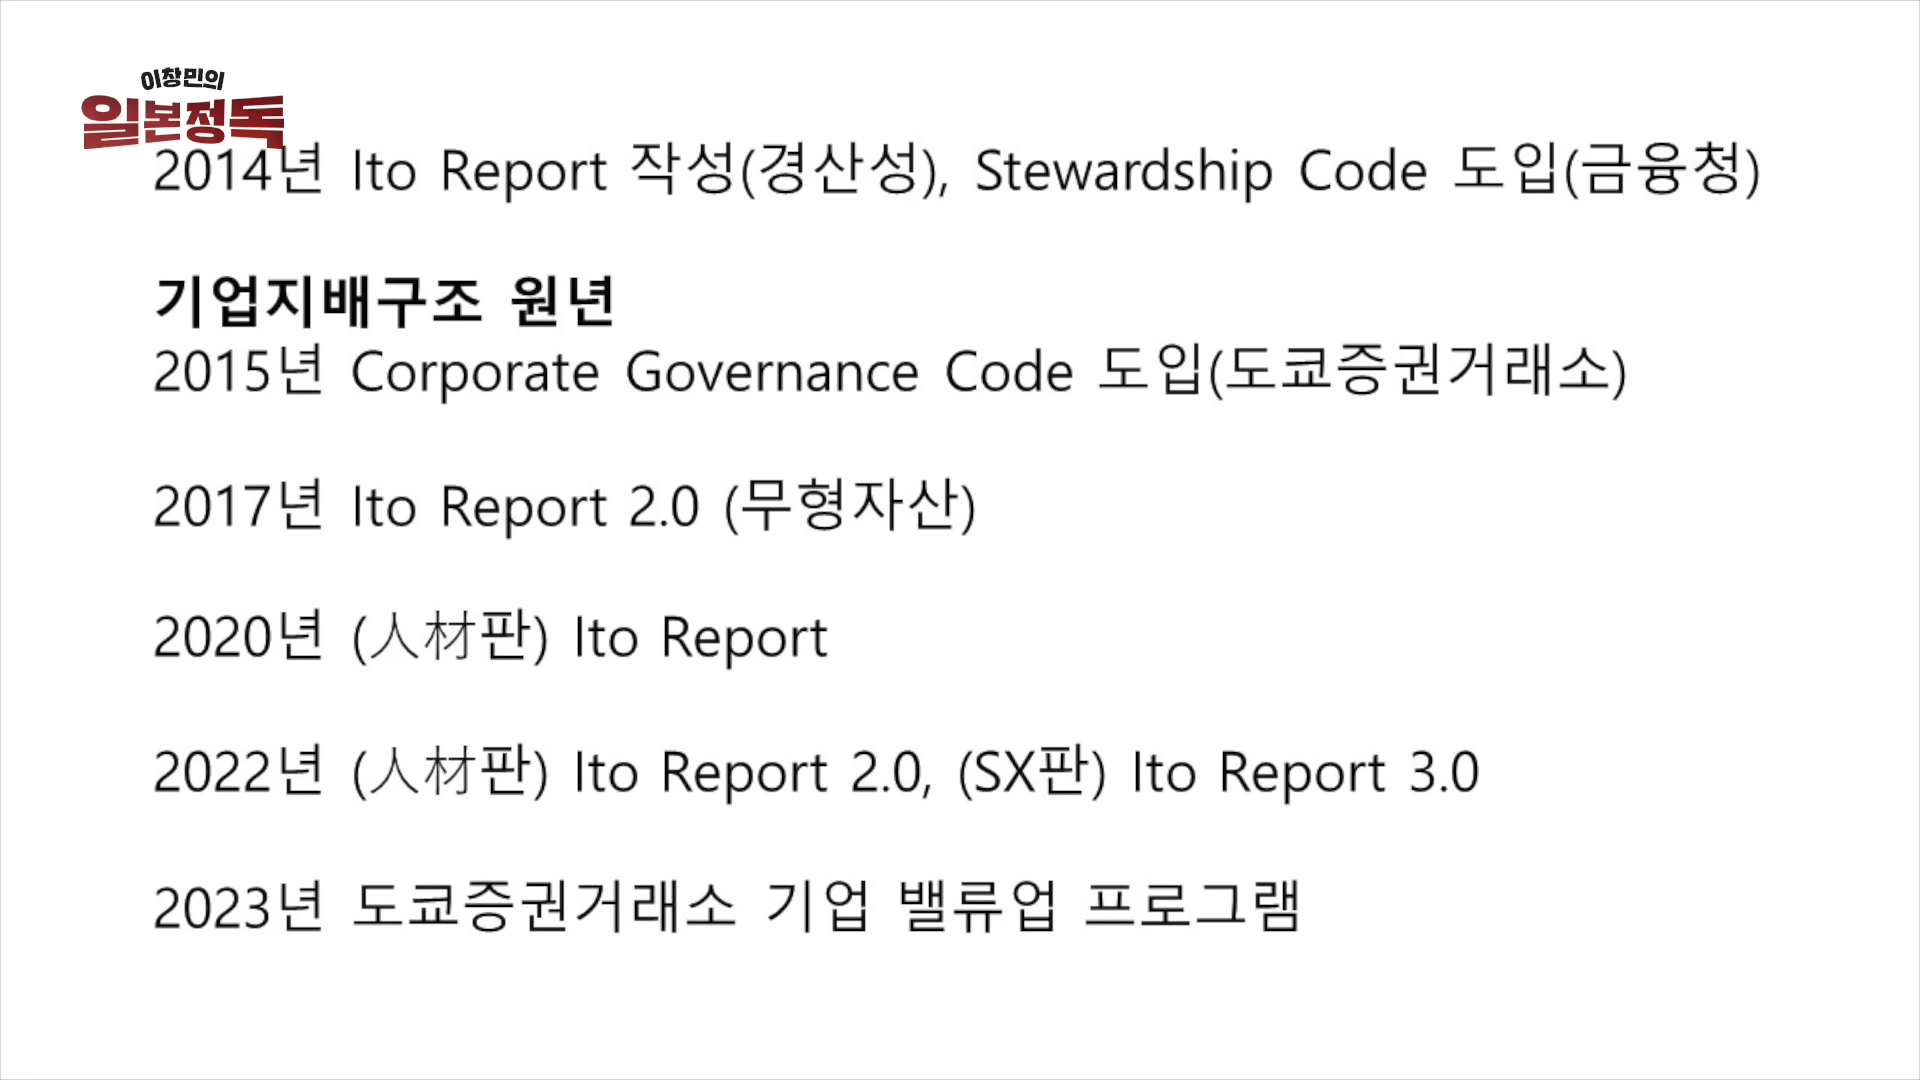 이창민의
일본정독
2014년 Ito Report 작성(경산성), Stewardship Code 도입(금융청)
기업지배구조 원년
2015년 Corporate Governance Code 도입(도쿄증권거래소)
2017년 Ito Report 2.0 (무형자산)
2020년 (人材판) Ito Report
2022년 (人材판) Ito Report 2.0, (SX판) Ito Report 3.0
2023년 도쿄증권거래소 기업 밸류업 프로그램